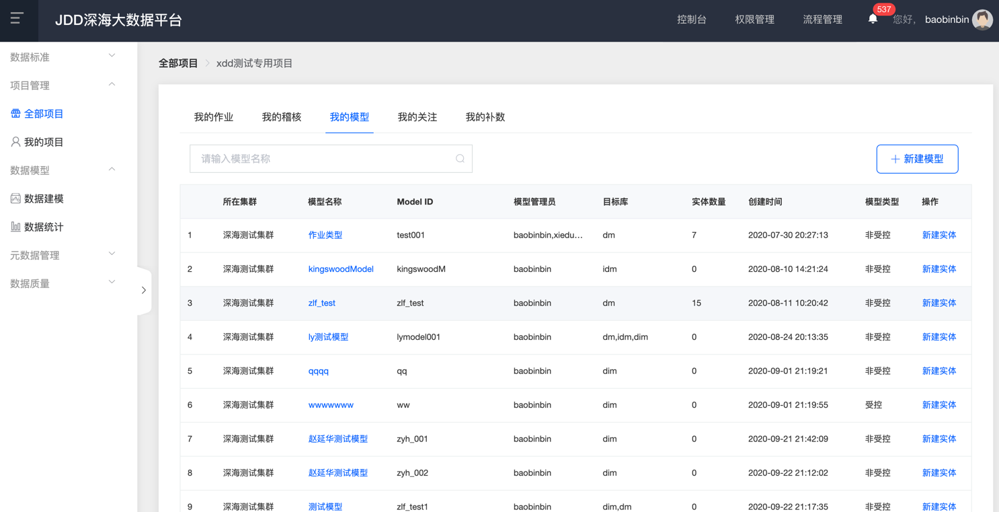 JDD深海大数据平台
控制台
权限管理
流程管理
537
您好，
baobinbin
数据标准
项目管理
全部项目
我的项目
数据模型
数据建模
数据统计
元数据管理
数据质量
全部项目 xdd测试专用项目
我的作业 我的稽核 我的模型 我的关注 我的补数
请输入模型名称
新建模型
所在集群 模型名称 Model ID 模型管理员 目标库 实体数量 创建时间 模型类型 操作
1 深海测试集群 作业类型 test001 baobinbin,xiedu... dm 7 2020-07-30 20:27:13 非受控 新建实体
2 深海测试集群 kingswoodModel kingswoodM baobinbin idm 0 2020-08-10 14:21:24 非受控 新建实体
3 深海测试集群 zlf_test zlf_test baobinbin dm 15 2020-08-11 10:20:42 非受控 新建实体
4 深海测试集群 ly测试模型 lymodel001 baobinbin dm,idm,dim 0 2020-08-24 20:13:35 非受控 新建实体
5 深海测试集群 qqqq qq baobinbin dim 0 2020-09-01 21:19:21 非受控 新建实体
6 深海测试集群 wwwwwww ww baobinbin dim 0 2020-09-01 21:19:55 受控 新建实体
7 深海测试集群 赵延华测试模型 zyh_001 baobinbin dim 0 2020-09-21 21:42:09 非受控 新建实体
8 深海测试集群 赵延华测试模型 zyh_002 baobinbin dim 0 2020-09-22 21:12:02 非受控 新建实体
9 深海测试集群 测试模型 zlf_test1 baobinbin dim,dm 0 2020-09-22 21:17:35 非受控 新建实体